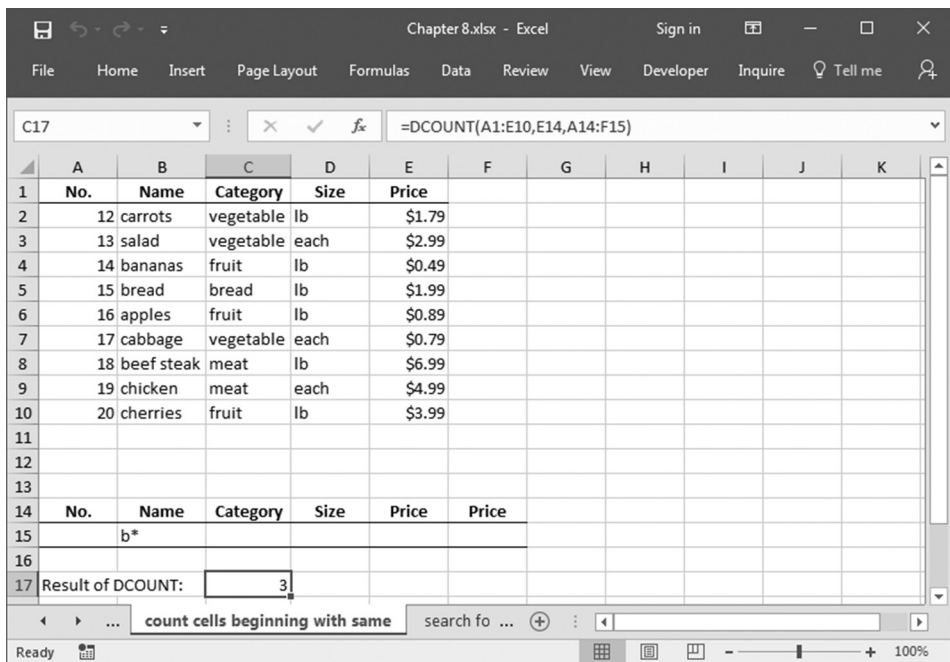 Chapter 8.xlsx - Excel Sign in
File Home Insert Page Layout Formulas Data Review View Developer Inquire Tell me
C17 fx =DCOUNT(A1:E10,E14,A14:F15)
A B C D E F G H I J K
1 No. Name Category Size Price
2 12 carrots vegetable lb $1.79
3 13 salad vegetable each $2.99
4 14 bananas fruit lb $0.49
5 15 bread bread lb $1.99
6 16 apples fruit lb $0.89
7 17 cabbage vegetable each $0.79
8 18 beef steak meat lb $6.99
9 19 chicken meat each $4.99
10 20 cherries fruit lb $3.99
11
12
13
14 No. Name Category Size Price Price
15 b*
16
17 Result of DCOUNT: 3
... count cells beginning with same search fo ...
Ready 100%